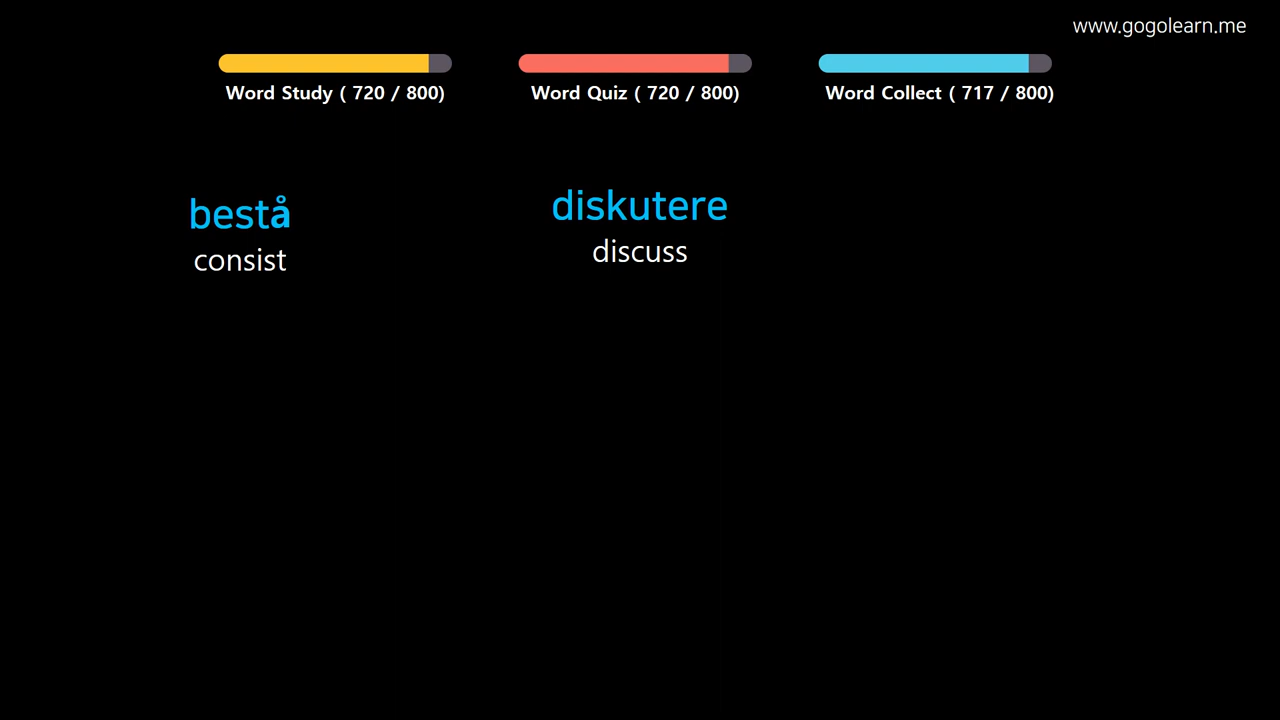 www.gogolearn.me
Word Study ( 720 / 800)
Word Quiz ( 720 / 800)
Word Collect ( 717 / 800)
bestå
consist
diskutere
discuss